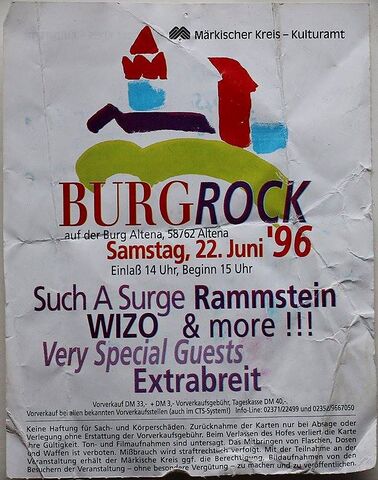 Märkischer Kreis – Kulturamt
BURGROCK
auf der Burg Altena, 58762 Altena
Samstag, 22. Juni '96
Einlaß 14 Uhr, Beginn 15 Uhr
Such A Surge Rammstein
WIZO & more !!!
Very Special Guests
Extrabreit
Vorverkauf DM 33,- + DM 3,- Vorverkaufsgebühr, Tageskasse DM 40,-.
Vorverkauf bei allen bekannten Vorverkaufsstellen (auch im CTS-System!) Info-Line: 02371/22499 und 02352/9667050
Keine Haftung für Sach- und Körperschäden. Zurücknahme der Karten nur bei Absage oder
Verlegung ohne Erstattung der Vorverkaufsgebühr. Beim Verlassen des Hofes verliert die Karte
ihre Gültigkeit. Ton- und Filmaufnahmen sind untersagt. Das Mitbringen von Flaschen, Dosen
und Waffen ist verboten. Mißbrauch wird strafrechtlich verfolgt. Mit der Teilnahme an der
Veranstaltung erhält der Märkische Kreis ggf. die Berechtigung, Bildaufnahmen von den
Besuchern der Veranstaltung – ohne besondere Vergütung – zu machen und zu veröffentlichen.